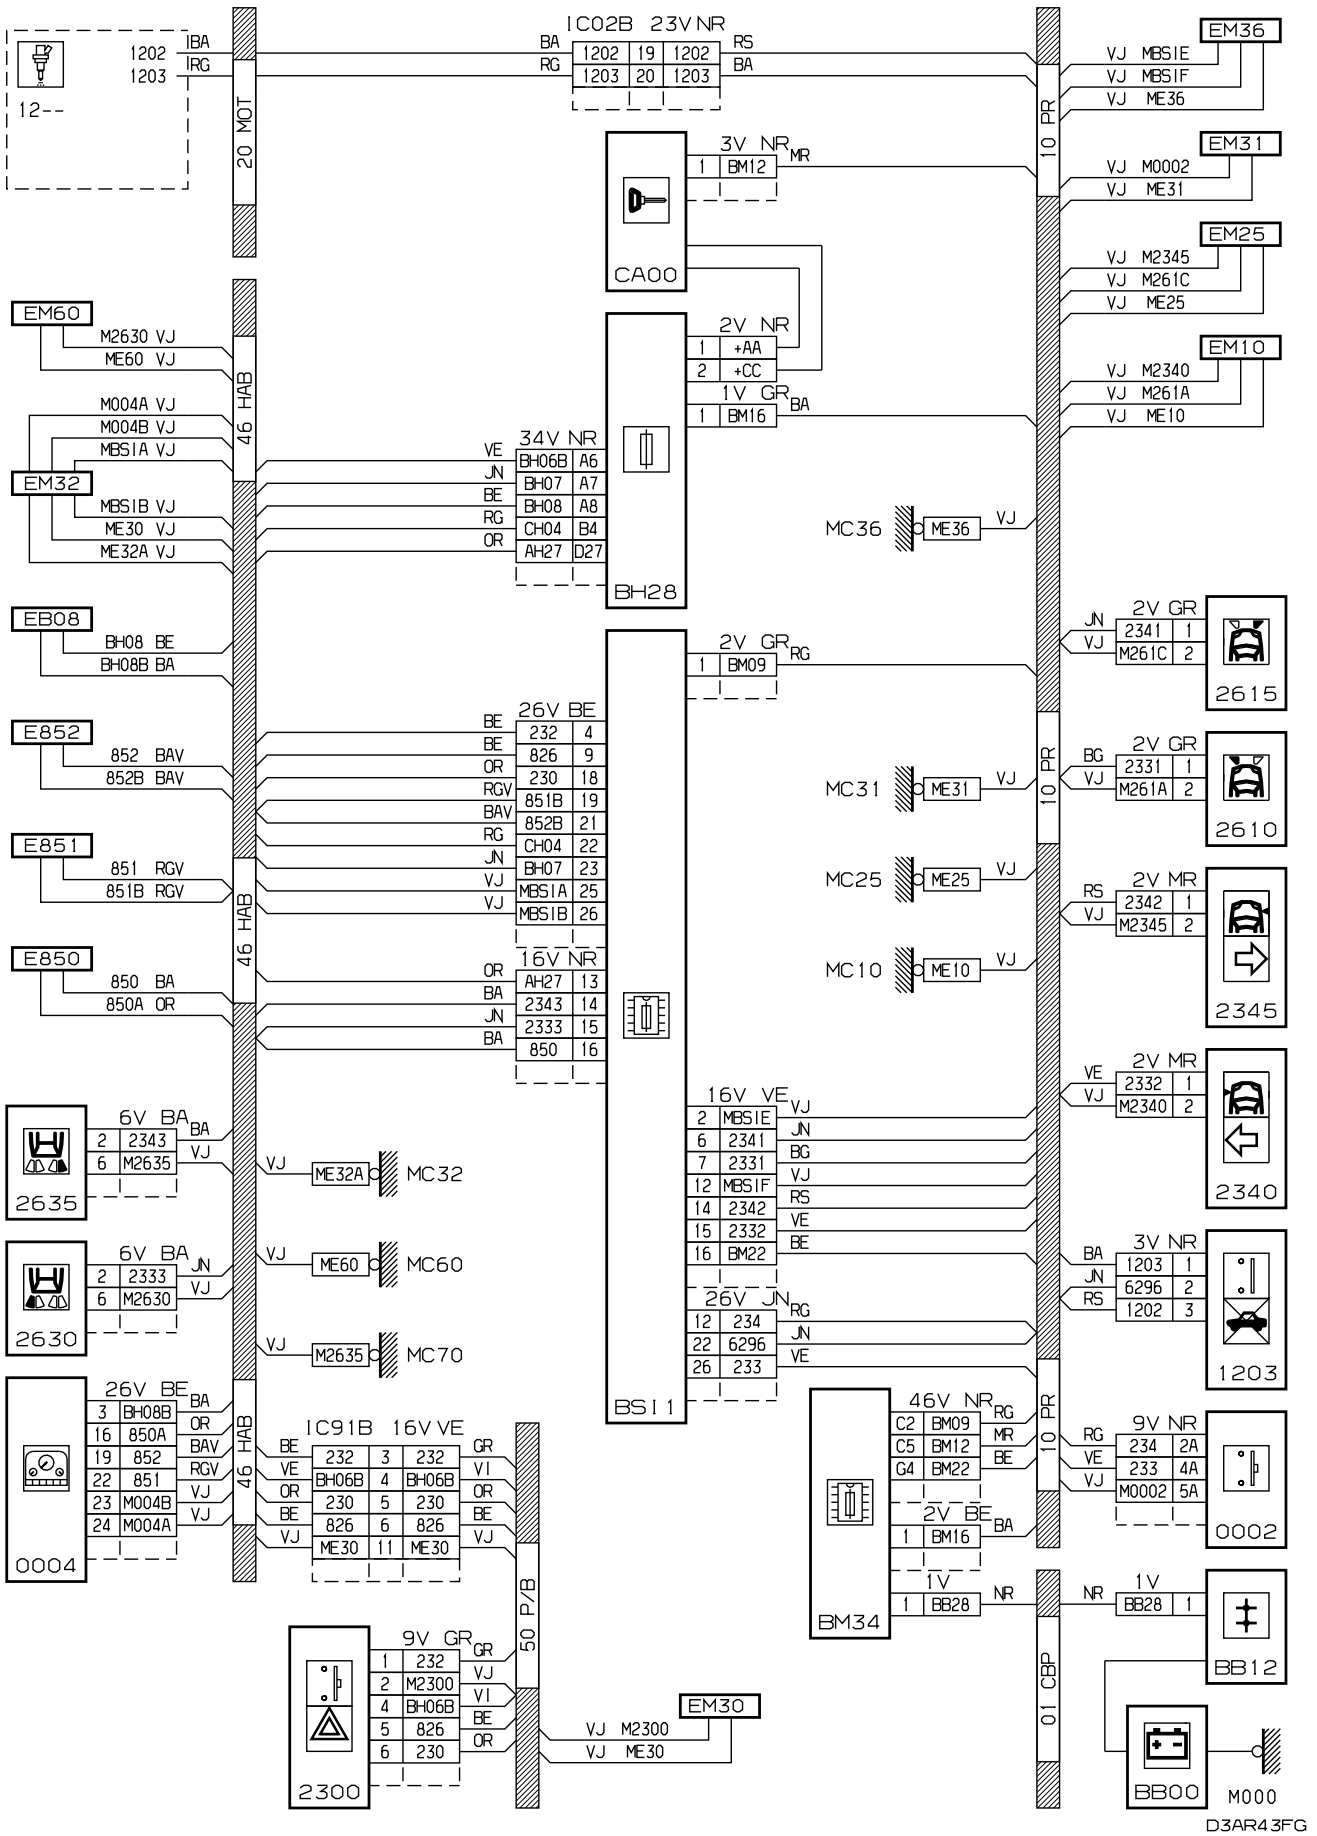 1202 BA
1203 RG
12--
20 MOT
IC02B 23V NR
BA 1202 19 1202 RS
RG 1203 20 1203 BA
10 PR
EM36
VJ MBSIE
VJ MBSIF
VJ ME36
EM31
VJ M0002
VJ ME31
EM25
VJ M2345
VJ M261C
VJ ME25
EM10
VJ M2340
VJ M261A
VJ ME10
3V NR
1 BM12 MR
CA00
2V NR
1 +AA
2 +CC
1V GR
1 BM16 BA
BH28
34V NR
VE BH06B A6
JN BH07 A7
BE BH08 A8
RG CH04 B4
OR AH27 D27
EM60
M2630 VJ
ME60 VJ
M004A VJ
M004B VJ
MBSIA VJ
EM32
MBSIB VJ
ME30 VJ
ME32A VJ
46 HAB
EB08
BH08 BE
BH08B BA
E852
852 BAV
852B BAV
E851
851 RGV
851B RGV
46 HAB
E850
850 BA
850A OR
MC36 ME36 VJ
2V GR
1 BM09 RG
26V BE
BE 232 4
BE 826 9
OR 230 18
RGV 851B 19
BAV 852B 21
RG CH04 22
JN BH07 23
VJ MBSIA 25
VJ MBSIB 26
16V NR
OR AH27 13
BA 2343 14
JN 2333 15
BA 850 16
MC31 ME31 VJ
MC25 ME25 VJ
MC10 ME10 VJ
10 PR
2V GR
JN 2341 1
VJ M261C 2
2615
2V GR
BG 2331 1
VJ M261A 2
2610
2V MR
RS 2342 1
VJ M2345 2
2345
2V MR
VE 2332 1
VJ M2340 2
2340
16V VE
2 MBSIE VJ
6 2341 JN
7 2331 BG
12 MBSIF VJ
14 2342 RS
15 2332 VE
16 BM22 BE
26V JN
12 234 RG
22 6296 JN
26 233 VE
BSI1
3V NR
BA 1203 1
JN 6296 2
RS 1202 3
1203
6V BA
2 2343 BA
6 M2635 VJ
2635
6V BA
2 2333 JN
6 M2630 VJ
2630
VJ ME32A MC32
VJ ME60 MC60
VJ M2635 MC70
26V BE
3 BH08B BA
16 850A OR
19 852 BAV
22 851 RGV
23 M004B VJ
24 M004A VJ
0004
46 HAB
IC91B 16V VE
BE 232 3 232 GR
VE BH06B 4 BH06B VI
OR 230 5 230 OR
BE 826 6 826 BE
VJ ME30 11 ME30 VJ
50 P/B
46V NR
C2 BM09 RG
C5 BM12 MR
G4 BM22 BE
2V BE
1 BM16 BA
1V
1 BB28 NR
BM34
10 PR
9V NR
RG 234 2A
VE 233 4A
VJ M0002 5A
0002
1V
NR BB28 1
BB12
01 CBP
9V GR
1 232 GR
2 M2300 VJ
4 BH06B VI
5 826 BE
6 230 OR
2300
EM30
VJ M2300
VJ ME30
BB00
M000
D3AR43FG